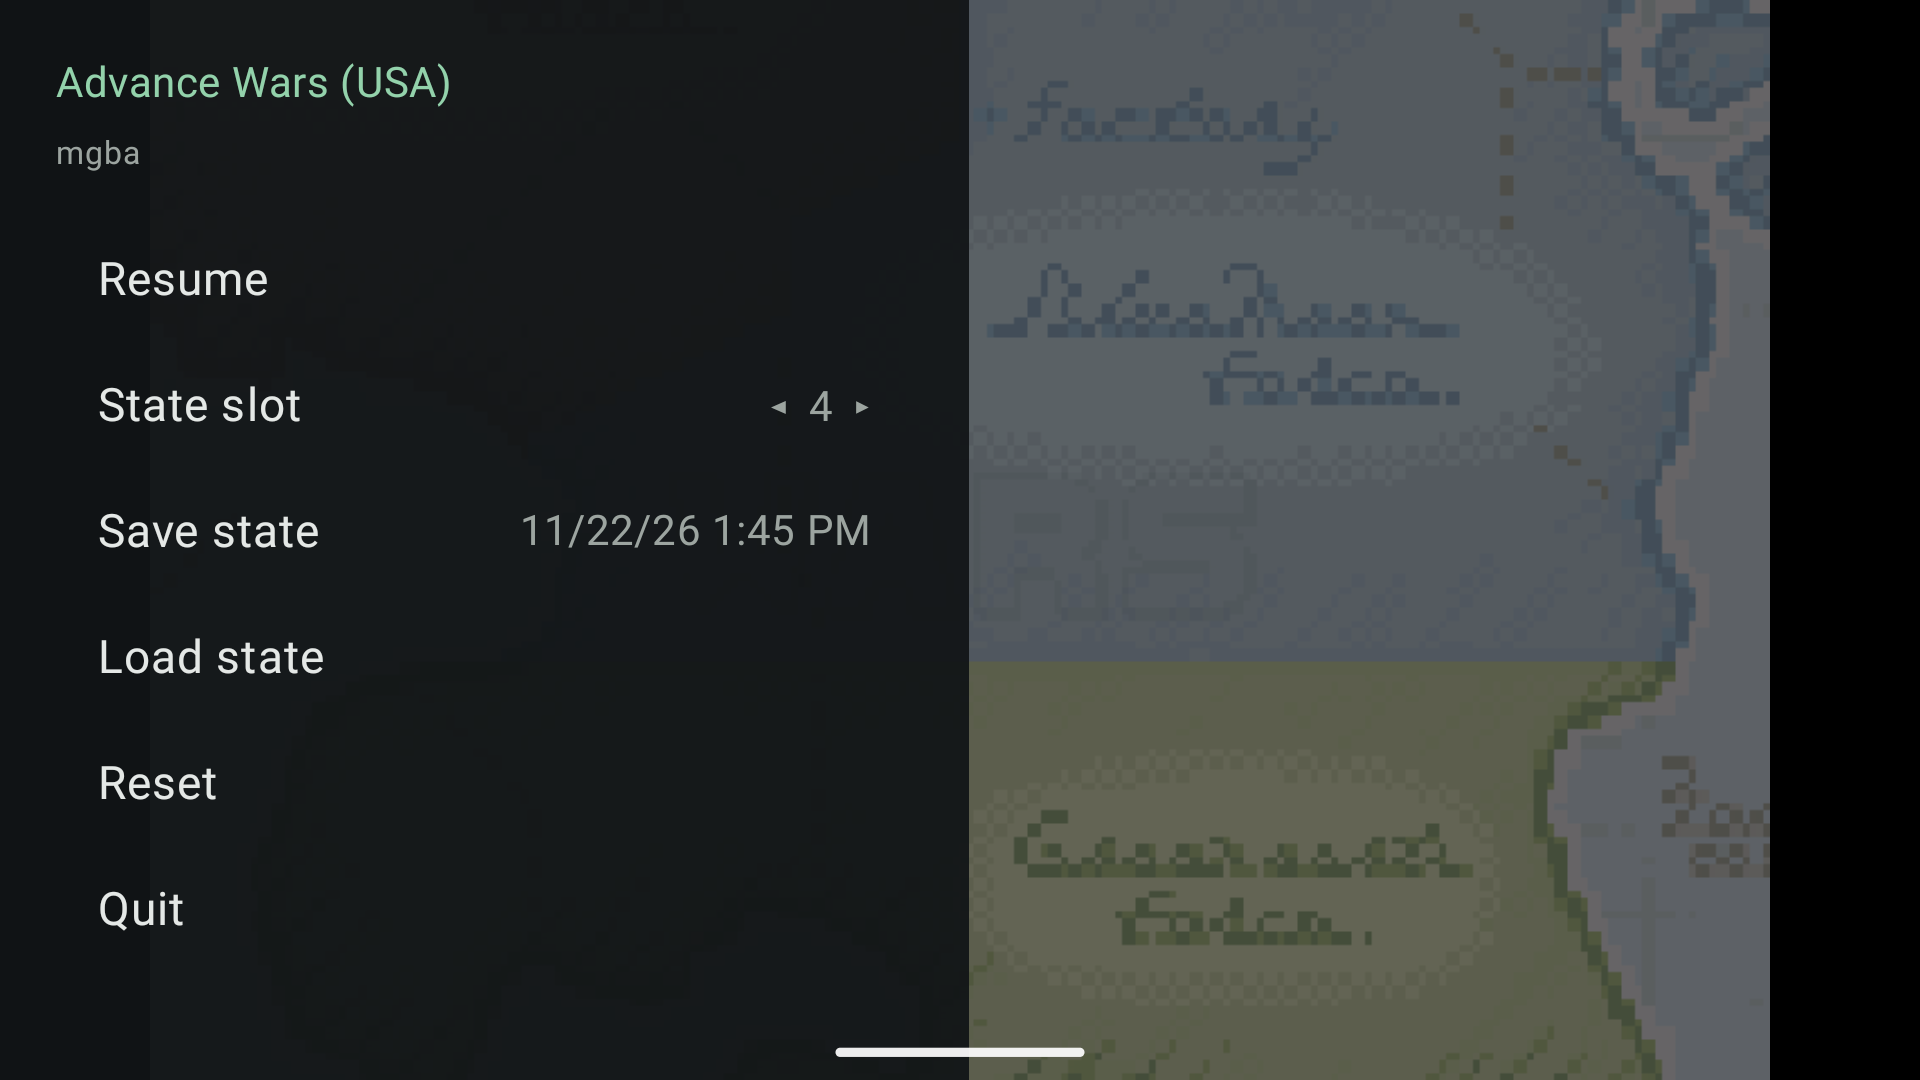 Advance Wars (USA)
mgba
Resume
State slot ◂ 4 ▸
Save state 11/22/26 1:45 PM
Load state
Reset
Quit